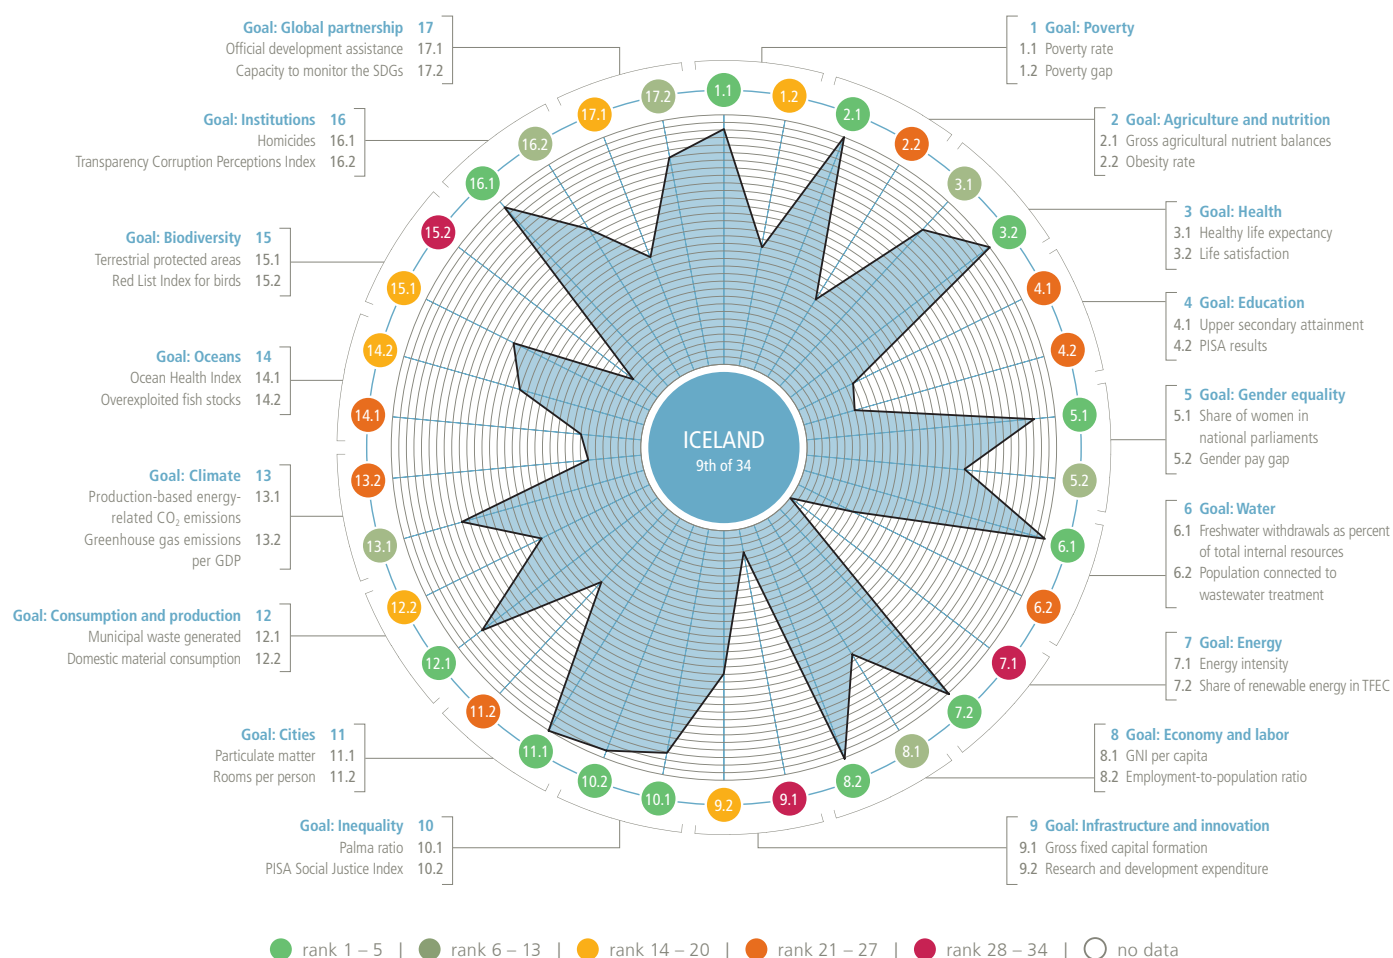 Goal: Global partnership 17
Official development assistance 17.1
Capacity to monitor the SDGs 17.2
1 Goal: Poverty
1.1 Poverty rate
1.2 Poverty gap
Goal: Institutions 16
Homicides 16.1
Transparency Corruption Perceptions Index 16.2
2 Goal: Agriculture and nutrition
2.1 Gross agricultural nutrient balances
2.2 Obesity rate
Goal: Biodiversity 15
Terrestrial protected areas 15.1
Red List Index for birds 15.2
3 Goal: Health
3.1 Healthy life expectancy
3.2 Life satisfaction
Goal: Oceans 14
Ocean Health Index 14.1
Overexploited fish stocks 14.2
4 Goal: Education
4.1 Upper secondary attainment
4.2 PISA results
Goal: Climate 13
Production-based energy- 13.1
related CO₂ emissions
Greenhouse gas emissions 13.2
per GDP
5 Goal: Gender equality
5.1 Share of women in
national parliaments
5.2 Gender pay gap
Goal: Consumption and production 12
Municipal waste generated 12.1
Domestic material consumption 12.2
6 Goal: Water
6.1 Freshwater withdrawals as percent
of total internal resources
6.2 Population connected to
wastewater treatment
7 Goal: Energy
7.1 Energy intensity
7.2 Share of renewable energy in TFEC
Goal: Cities 11
Particulate matter 11.1
Rooms per person 11.2
8 Goal: Economy and labor
8.1 GNI per capita
8.2 Employment-to-population ratio
Goal: Inequality 10
Palma ratio 10.1
PISA Social Justice Index 10.2
9 Goal: Infrastructure and innovation
9.1 Gross fixed capital formation
9.2 Research and development expenditure
1.1
1.2
2.1
2.2
3.1
3.2
4.1
4.2
5.1
5.2
6.1
6.2
7.1
7.2
8.1
8.2
9.1
9.2
10.1
10.2
11.1
11.2
12.1
12.2
13.1
13.2
14.1
14.2
15.1
15.2
16.1
16.2
17.1
17.2
ICELAND
9th of 34
rank 1 – 5 | rank 6 – 13 | rank 14 – 20 | rank 21 – 27 | rank 28 – 34 | no data